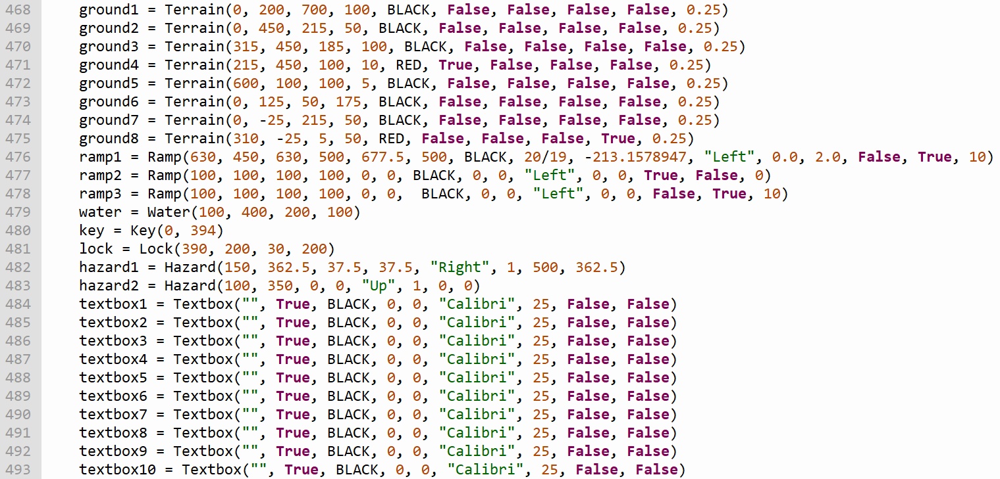 468 ground1 = Terrain(0, 200, 700, 100, BLACK, False, False, False, False, 0.25)
469 ground2 = Terrain(0, 450, 215, 50, BLACK, False, False, False, False, 0.25)
470 ground3 = Terrain(315, 450, 185, 100, BLACK, False, False, False, False, 0.25)
471 ground4 = Terrain(215, 450, 100, 10, RED, True, False, False, False, 0.25)
472 ground5 = Terrain(600, 100, 100, 5, BLACK, False, False, False, False, 0.25)
473 ground6 = Terrain(0, 125, 50, 175, BLACK, False, False, False, False, 0.25)
474 ground7 = Terrain(0, -25, 215, 50, BLACK, False, False, False, False, 0.25)
475 ground8 = Terrain(310, -25, 5, 50, RED, False, False, False, True, 0.25)
476 ramp1 = Ramp(630, 450, 630, 500, 677.5, 500, BLACK, 20/19, -213.1578947, "Left", 0.0, 2.0, False, True, 10)
477 ramp2 = Ramp(100, 100, 100, 100, 0, 0, BLACK, 0, 0, "Left", 0, 0, True, False, 0)
478 ramp3 = Ramp(100, 100, 100, 100, 0, 0,  BLACK, 0, 0, "Left", 0, 0, False, True, 10)
479 water = Water(100, 400, 200, 100)
480 key = Key(0, 394)
481 lock = Lock(390, 200, 30, 200)
482 hazard1 = Hazard(150, 362.5, 37.5, 37.5, "Right", 1, 500, 362.5)
483 hazard2 = Hazard(100, 350, 0, 0, "Up", 1, 0, 0)
484 textbox1 = Textbox("", True, BLACK, 0, 0, "Calibri", 25, False, False)
485 textbox2 = Textbox("", True, BLACK, 0, 0, "Calibri", 25, False, False)
486 textbox3 = Textbox("", True, BLACK, 0, 0, "Calibri", 25, False, False)
487 textbox4 = Textbox("", True, BLACK, 0, 0, "Calibri", 25, False, False)
488 textbox5 = Textbox("", True, BLACK, 0, 0, "Calibri", 25, False, False)
489 textbox6 = Textbox("", True, BLACK, 0, 0, "Calibri", 25, False, False)
490 textbox7 = Textbox("", True, BLACK, 0, 0, "Calibri", 25, False, False)
491 textbox8 = Textbox("", True, BLACK, 0, 0, "Calibri", 25, False, False)
492 textbox9 = Textbox("", True, BLACK, 0, 0, "Calibri", 25, False, False)
493 textbox10 = Textbox("", True, BLACK, 0, 0, "Calibri", 25, False, False)